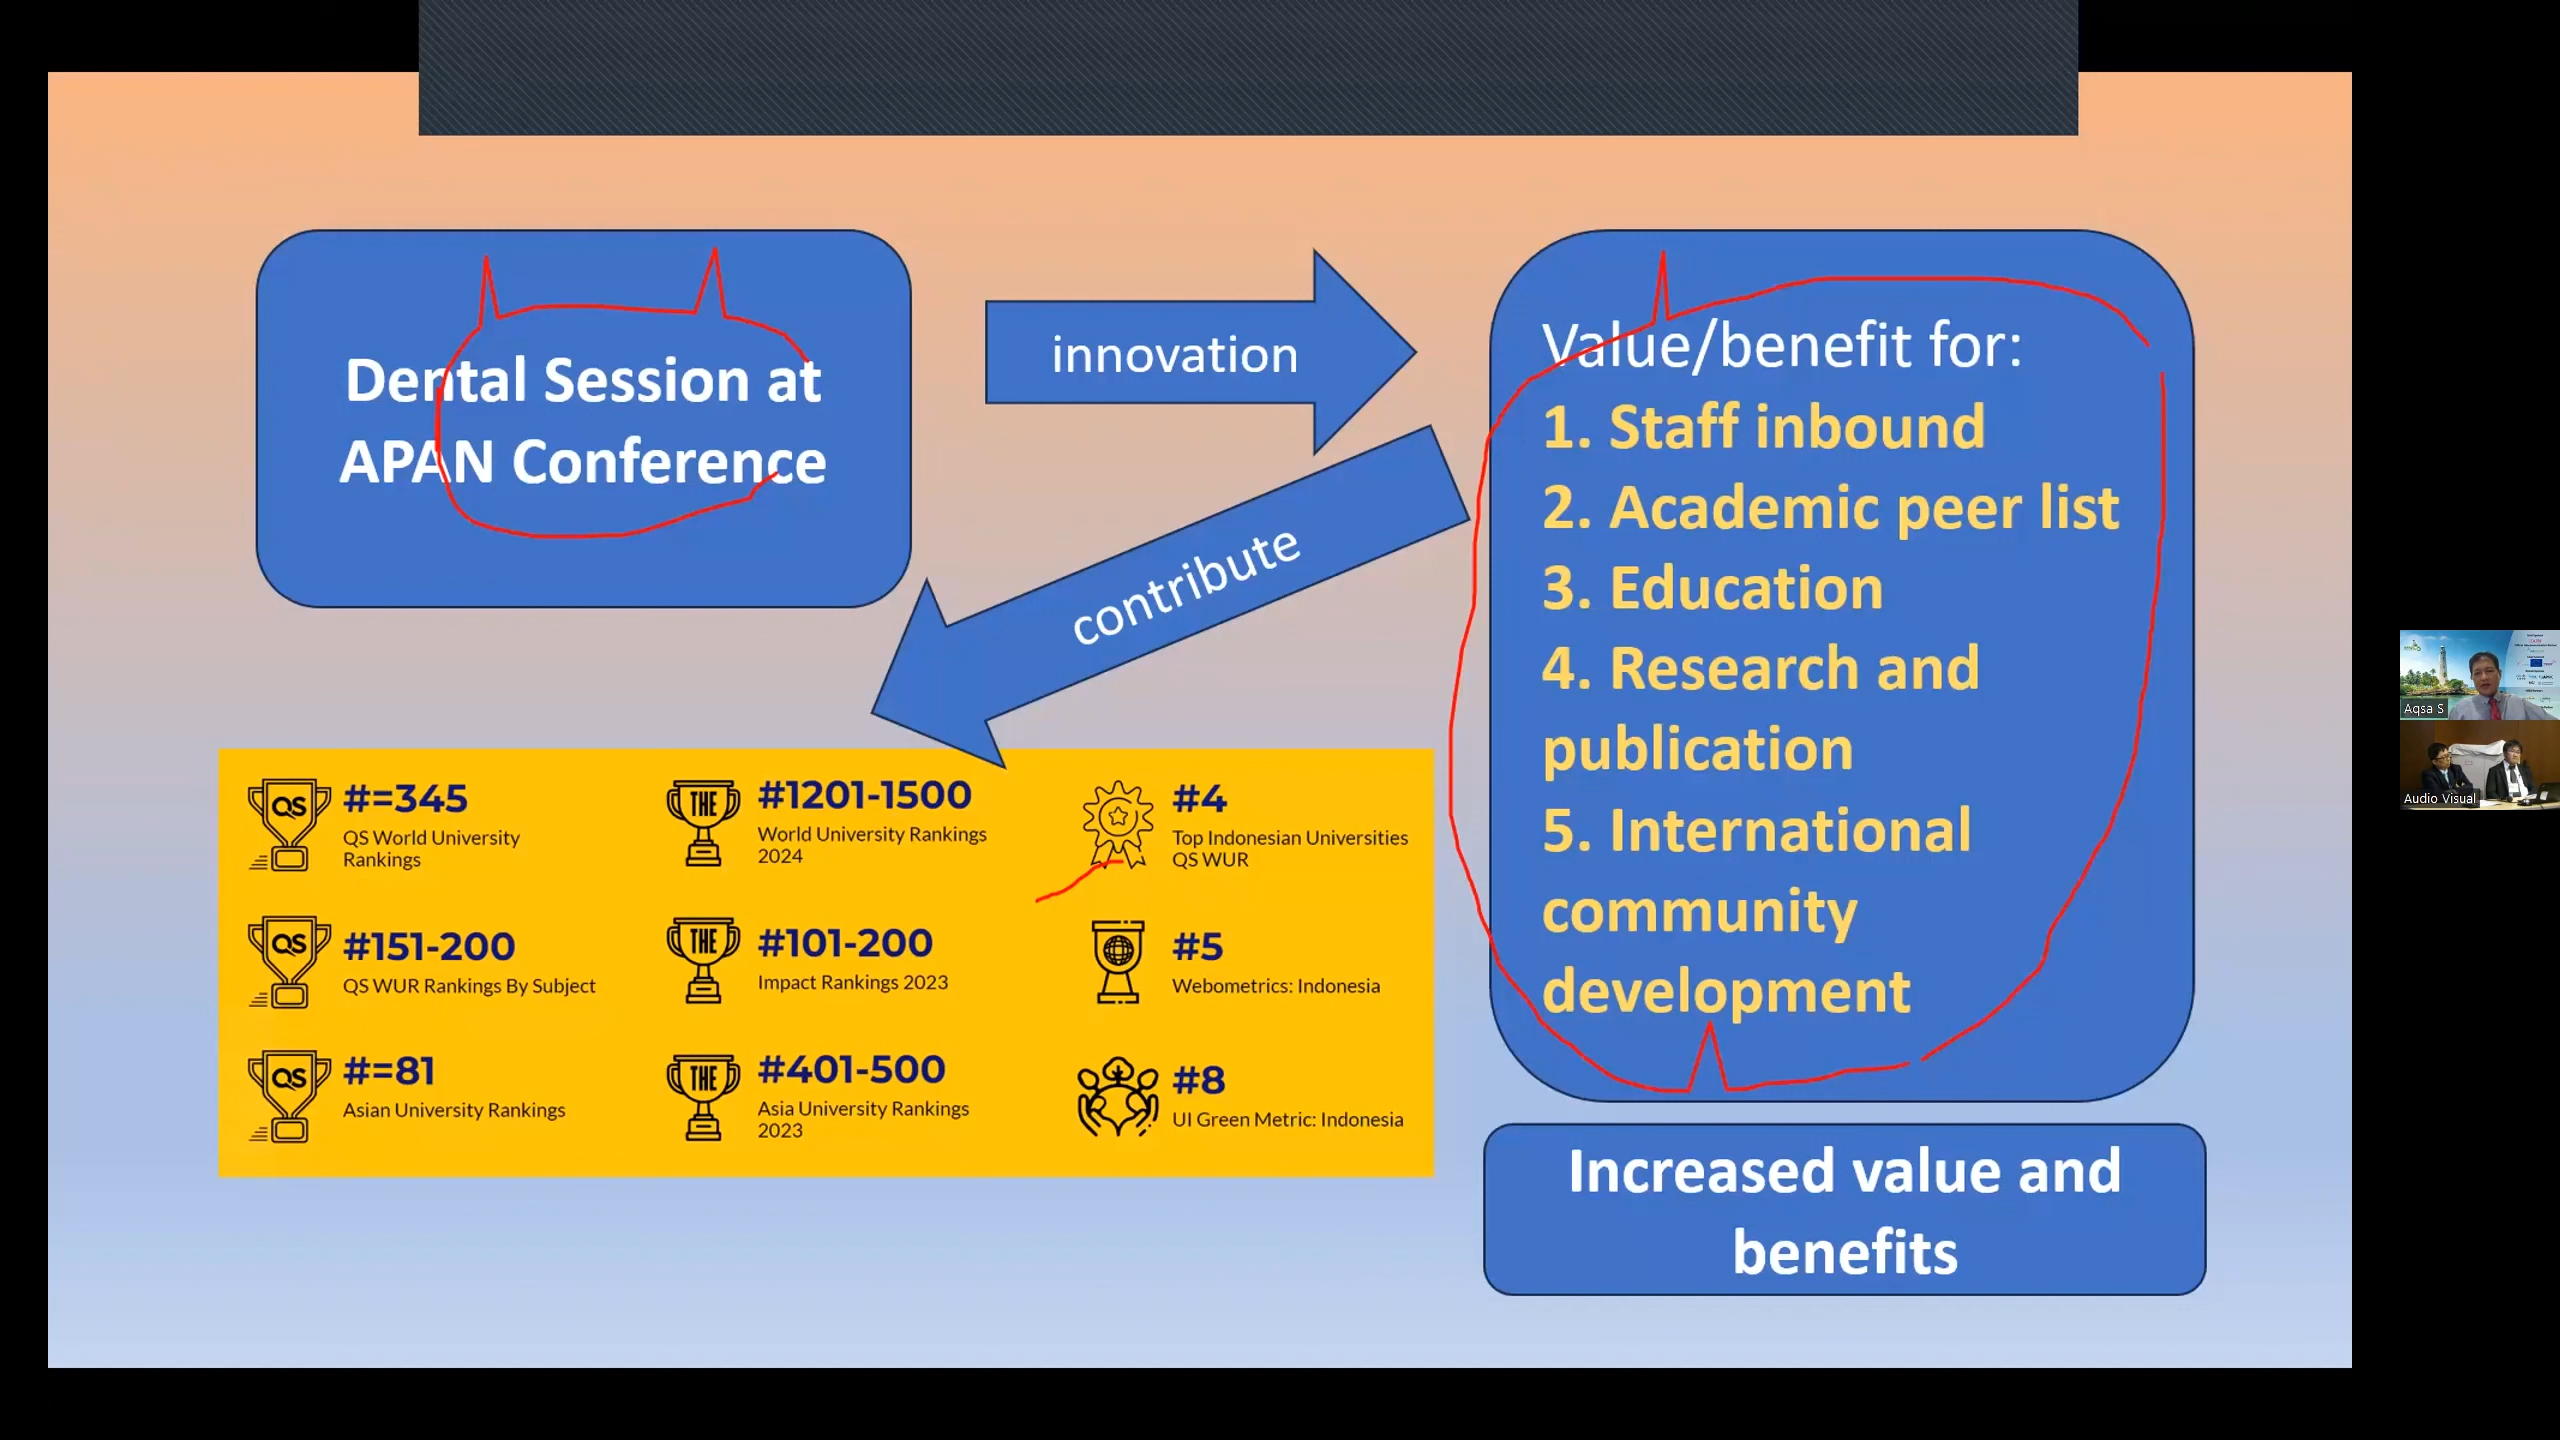 Dental Session at
APAN Conference
innovation
contribute
Value/benefit for:
1. Staff inbound
2. Academic peer list
3. Education
4. Research and
publication
5. International
community
development
Increased value and
benefits
QS
#=345
QS World University
Rankings
THE
#1201-1500
World University Rankings
2024
#4
Top Indonesian Universities
QS WUR
QS
#151-200
QS WUR Rankings By Subject
THE
#101-200
Impact Rankings 2023
#5
Webometrics: Indonesia
QS
#=81
Asian University Rankings
THE
#401-500
Asia University Rankings
2023
#8
UI Green Metric: Indonesia
Aqsa S
Audio Visual